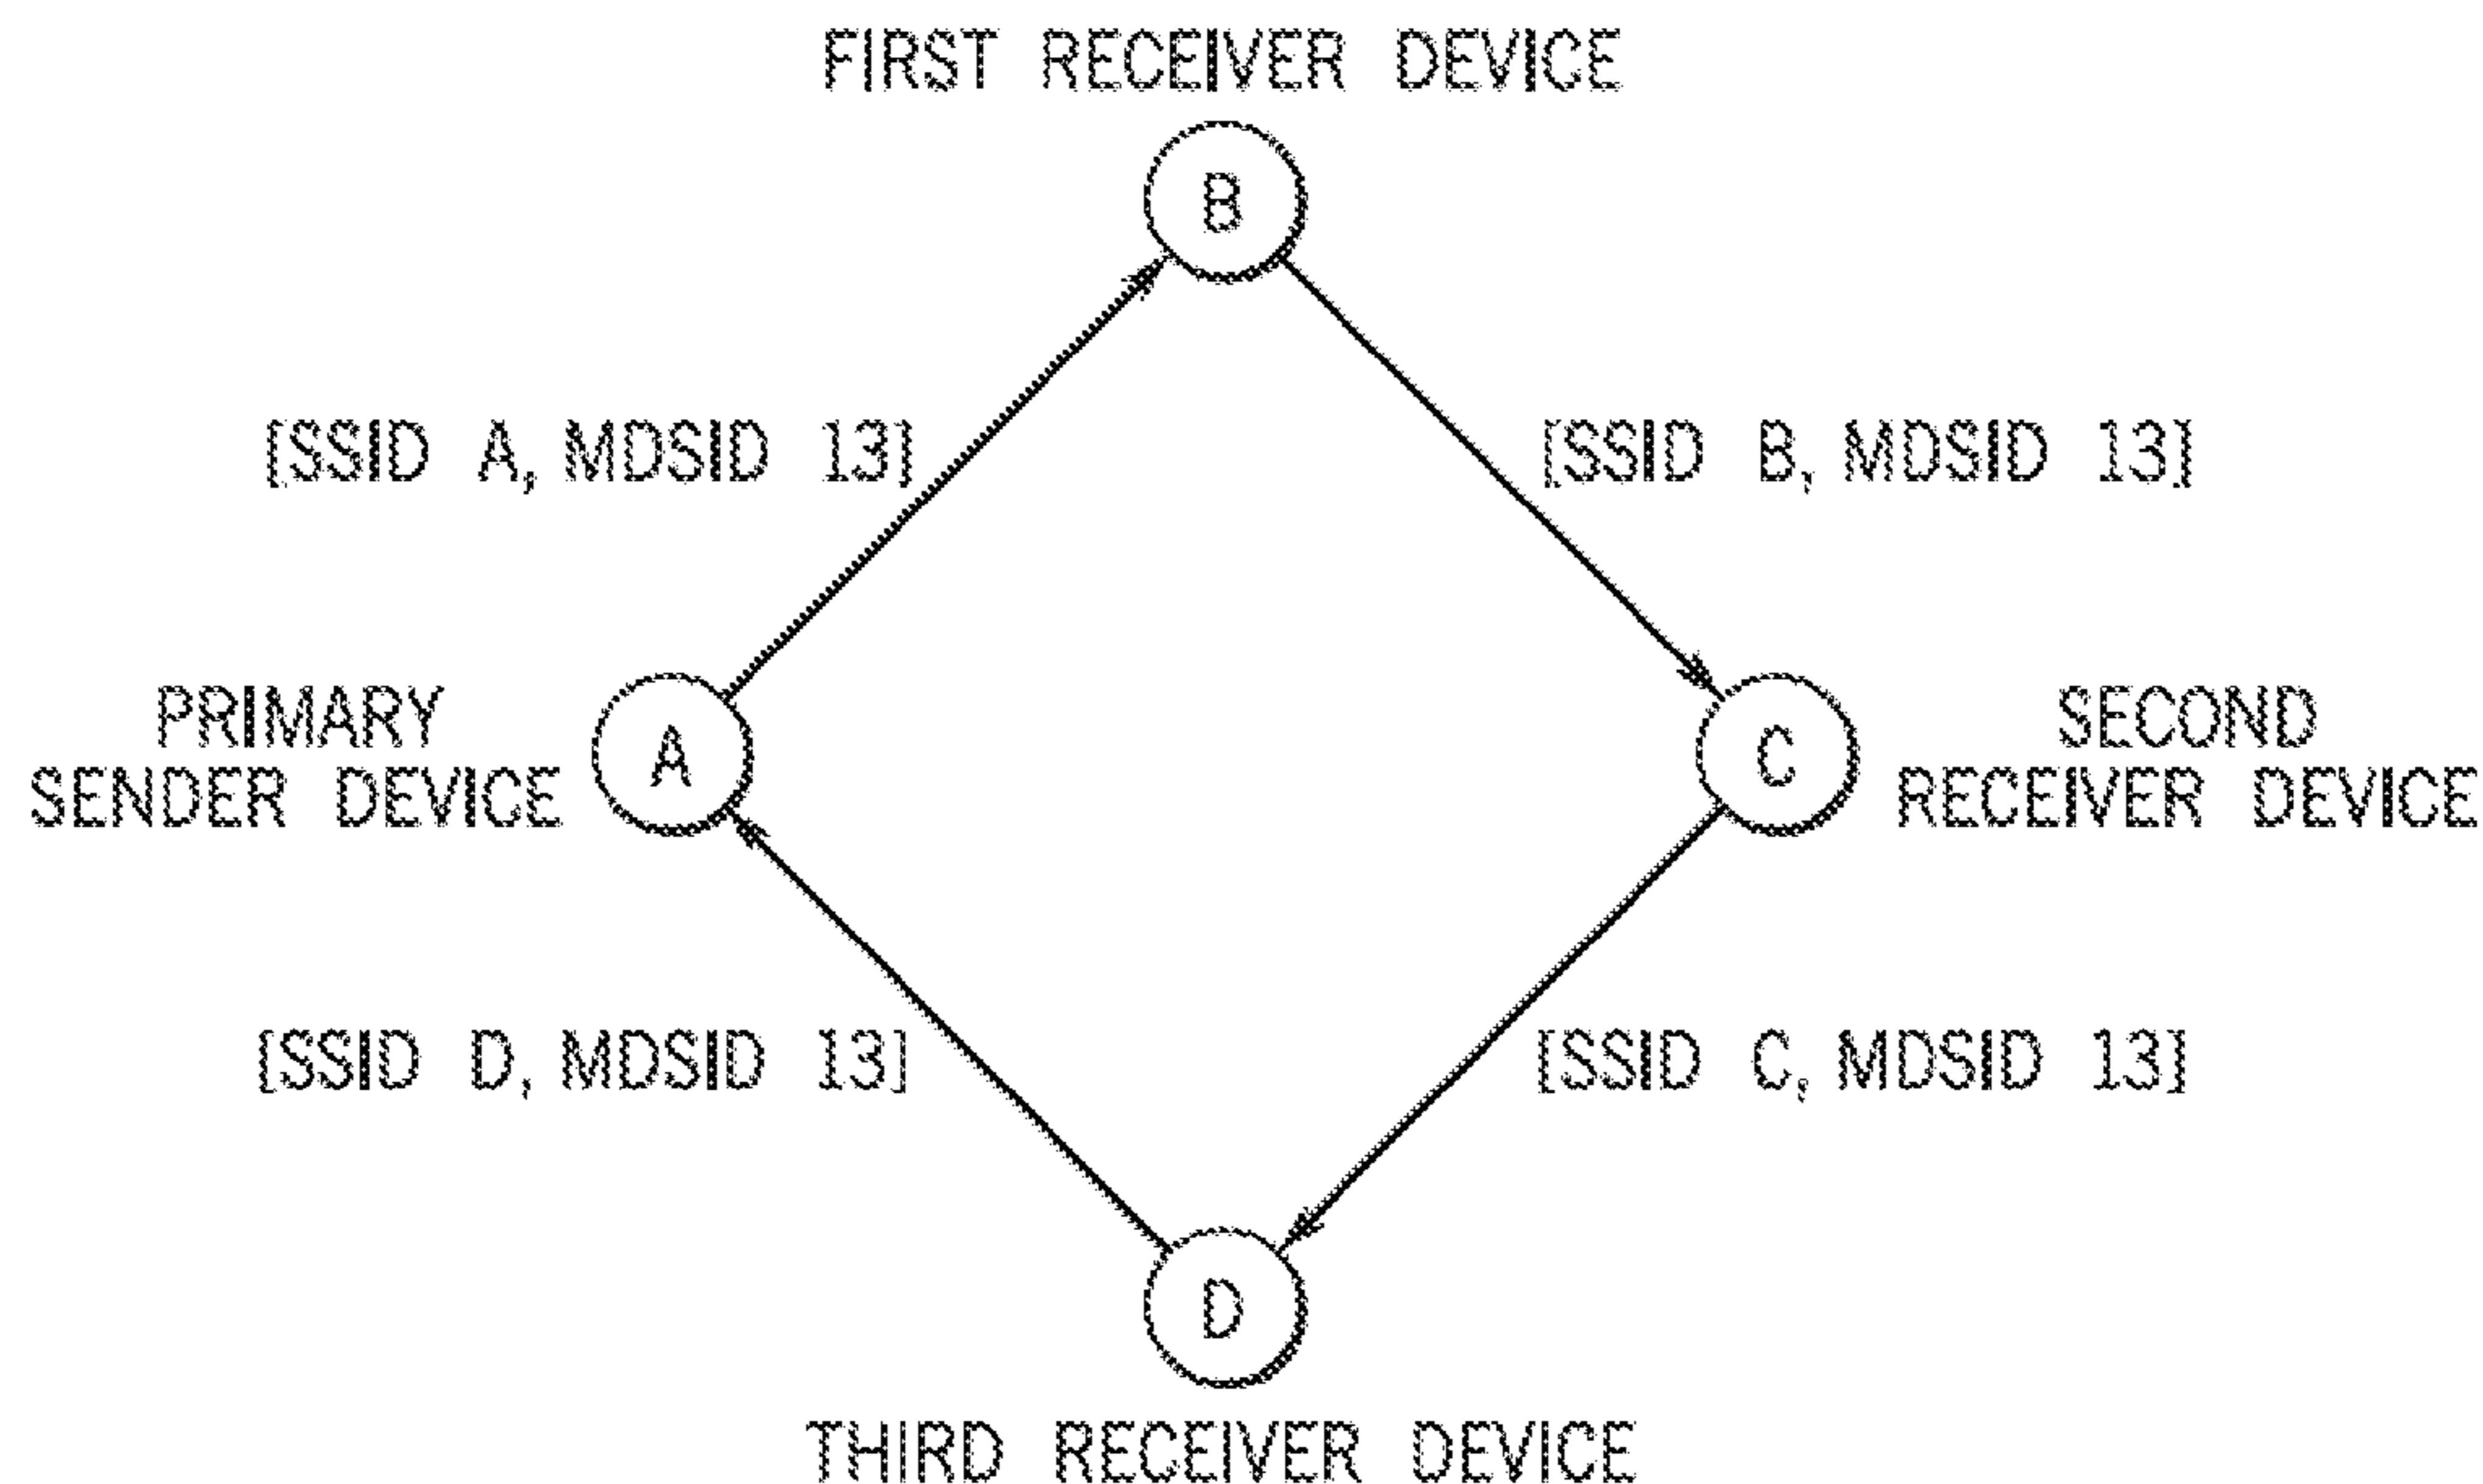 FIRST RECEIVER DEVICE
B
[SSID A, MDSID 13]
[SSID B, MDSID 13]
PRIMARY
SENDER DEVICE
A
C
SECOND
RECEIVER DEVICE
[SSID D, MDSID 13]
[SSID C, MDSID 13]
D
THIRD RECEIVER DEVICE